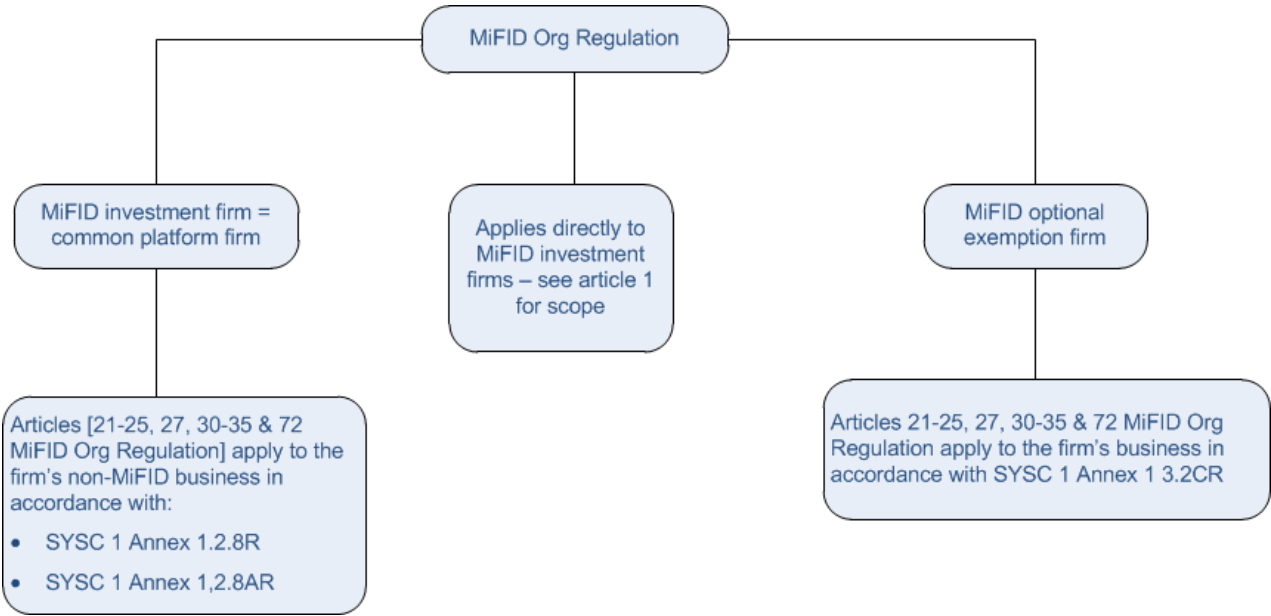 MiFID Org Regulation
MiFID investment firm =
common platform firm
Applies directly to
MiFID investment
firms – see article 1
for scope
MiFID optional
exemption firm
Articles [21-25, 27, 30-35 & 72
MiFID Org Regulation] apply to the
firm's non-MiFID business in
accordance with:
• SYSC 1 Annex 1.2.8R
• SYSC 1 Annex 1,2.8AR
Articles 21-25, 27, 30-35 & 72 MiFID Org
Regulation apply to the firm's business in
accordance with SYSC 1 Annex 1 3.2CR